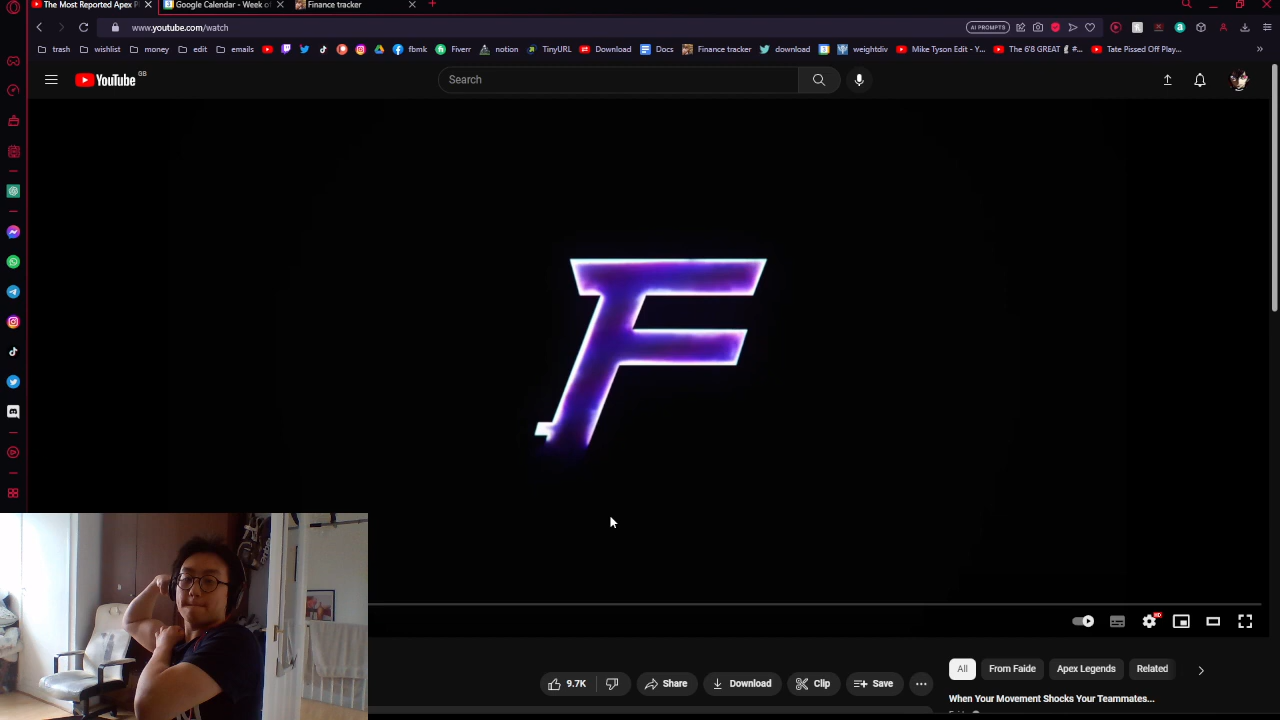 The Most Reported Apex P
Google Calendar - Week of
Finance tracker
www.youtube.com/watch
AI PROMPTS
trash
wishlist
money
edit
emails
fbmk
Fiverr
notion
TinyURL
Download
Docs
Finance tracker
download
weightdiv
Mike Tyson Edit - Y...
The 6'8 GREAT #...
Tate Pissed Off Play...
YouTube GB
Search
F
HD
9.7K
Share
Download
Clip
Save
All
From Faide
Apex Legends
Related
When Your Movement Shocks Your Teammates...